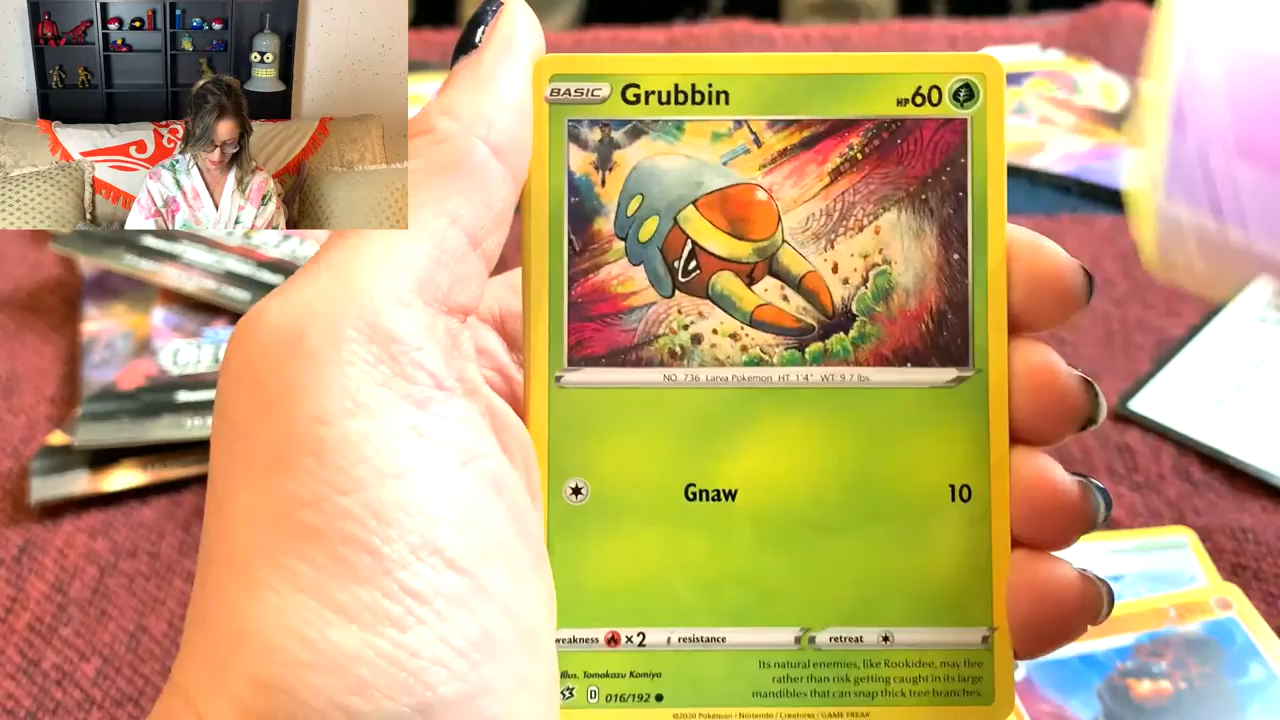 BASIC Grubbin HP 60
NO. 736 Larva Pokémon HT 1'4" WT: 9.7 lbs.
Gnaw 10
weakness ×2 resistance retreat
Its natural enemies, like Rookidee, may flee
rather than risk getting caught in its large
mandibles that can snap thick tree branches.
Illus. Tomokazu Komiya
D 016/192
©2020 Pokémon / Nintendo / Creatures / GAME FREAK